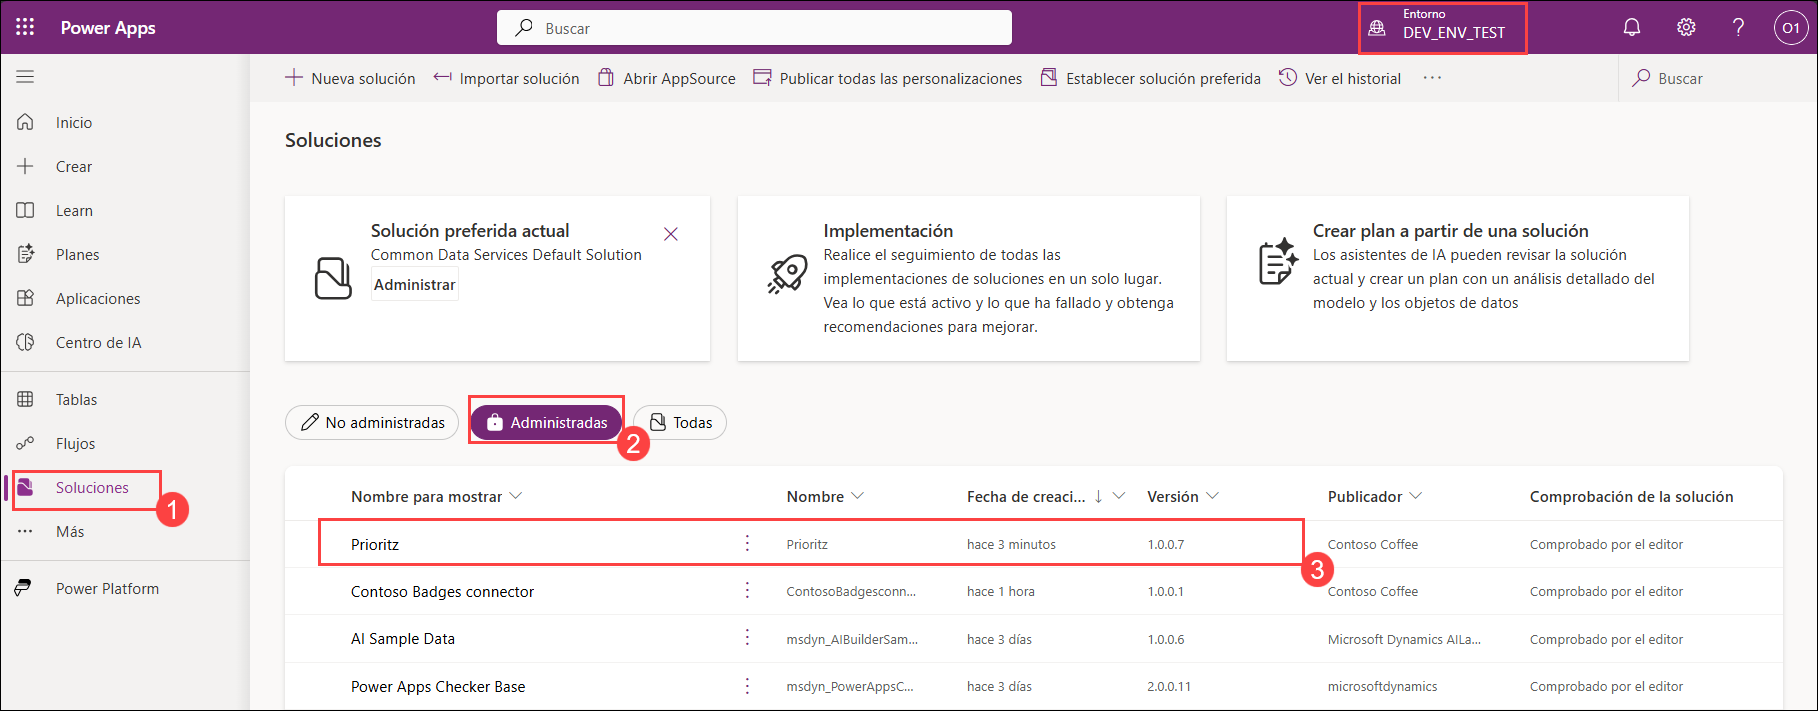 Power Apps
Buscar
Entorno
DEV_ENV_TEST
O1
Nueva solución
Importar solución
Abrir AppSource
Publicar todas las personalizaciones
Establecer solución preferida
Ver el historial
Buscar
Inicio
Crear
Learn
Planes
Aplicaciones
Centro de IA
Tablas
Flujos
Soluciones
1
Más
Power Platform
Soluciones
Solución preferida actual
Common Data Services Default Solution
Administrar
Implementación
Realice el seguimiento de todas las
implementaciones de soluciones en un solo lugar.
Vea lo que está activo y lo que ha fallado y obtenga
recomendaciones para mejorar.
Crear plan a partir de una solución
Los asistentes de IA pueden revisar la solución
actual y crear un plan con un análisis detallado del
modelo y los objetos de datos
No administradas
Administradas
2
Todas
Nombre para mostrar Nombre Fecha de creaci... Versión Publicador Comprobación de la solución
Prioritz Prioritz hace 3 minutos 1.0.0.7 Contoso Coffee Comprobado por el editor
3
Contoso Badges connector ContosoBadgesconn... hace 1 hora 1.0.0.1 Contoso Coffee Comprobado por el editor
AI Sample Data msdyn_AIBuilderSam... hace 3 días 1.0.0.6 Microsoft Dynamics AILa... Comprobado por el editor
Power Apps Checker Base msdyn_PowerAppsC... hace 3 días 2.0.0.11 microsoftdynamics Comprobado por el editor